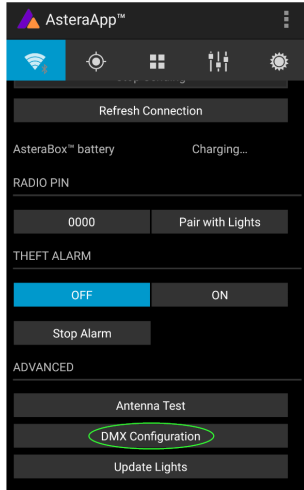 AsteraApp™
Refresh Connection
AsteraBox™ battery Charging...
RADIO PIN
0000 Pair with Lights
THEFT ALARM
OFF ON
Stop Alarm
ADVANCED
Antenna Test
DMX Configuration
Update Lights